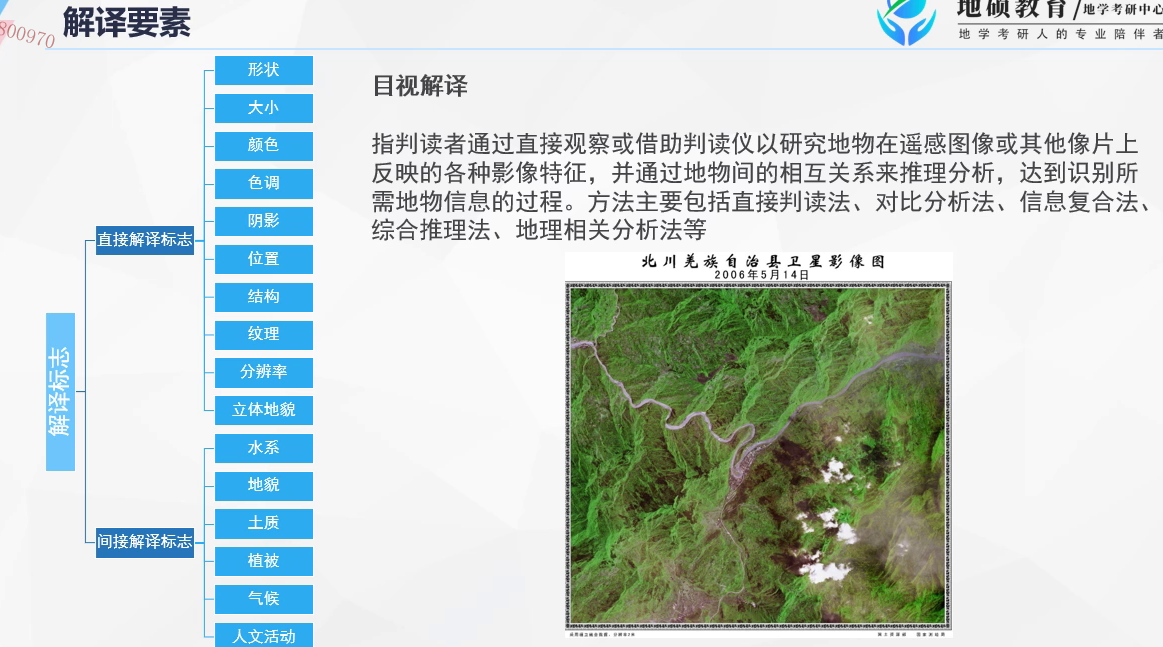 解译要素
800970
地硕教育/地学考研中心
地学考研人的专业陪伴者
解译标志
直接解译标志
形状
大小
颜色
色调
阴影
位置
结构
纹理
分辨率
立体地貌
间接解译标志
水系
地貌
土质
植被
气候
人文活动
目视解译
指判读者通过直接观察或借助判读仪以研究地物在遥感图像或其他像片上
反映的各种影像特征，并通过地物间的相互关系来推理分析，达到识别所
需地物信息的过程。方法主要包括直接判读法、对比分析法、信息复合法、
综合推理法、地理相关分析法等
北川羌族自治县卫星影像图
2006年5月14日